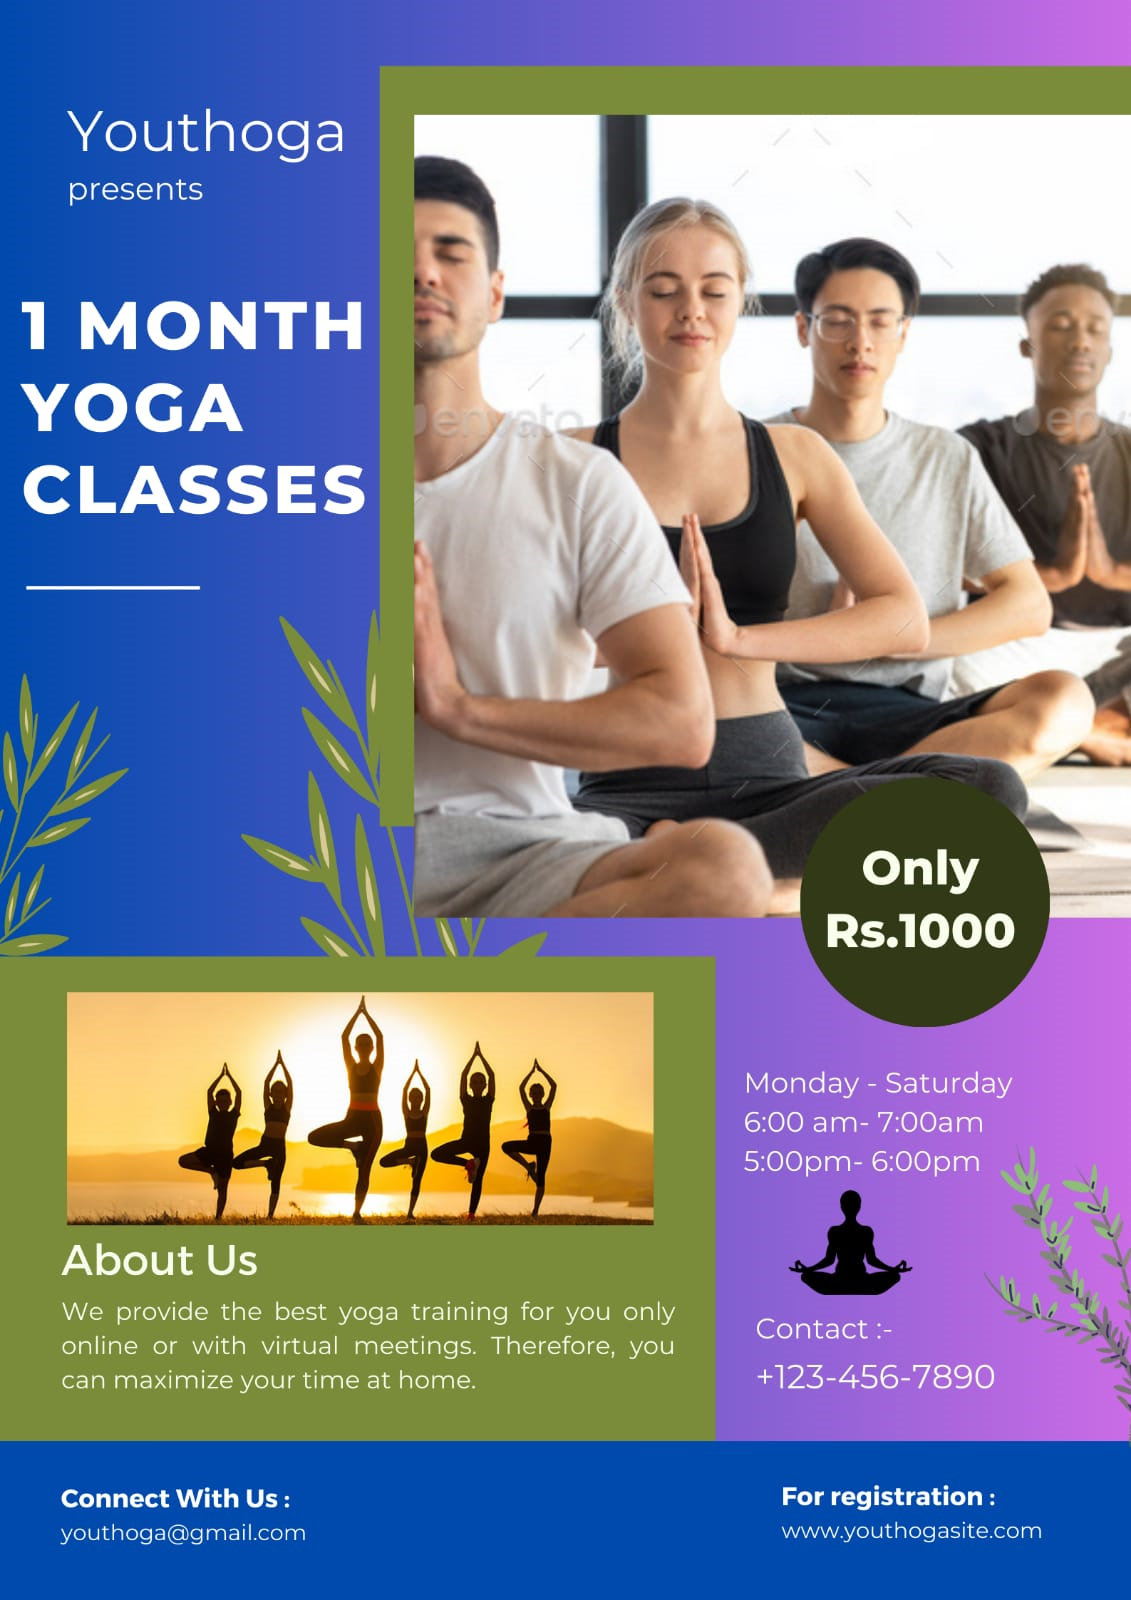 Youthoga
presents
1 MONTH
YOGA
CLASSES
envato
Only
Rs.1000
Monday - Saturday
6:00 am- 7:00am
5:00pm- 6:00pm
About Us
We provide the best yoga training for you only
online or with virtual meetings. Therefore, you
can maximize your time at home.
Contact :-
+123-456-7890
Connect With Us :
youthoga@gmail.com
For registration :
www.youthogasite.com